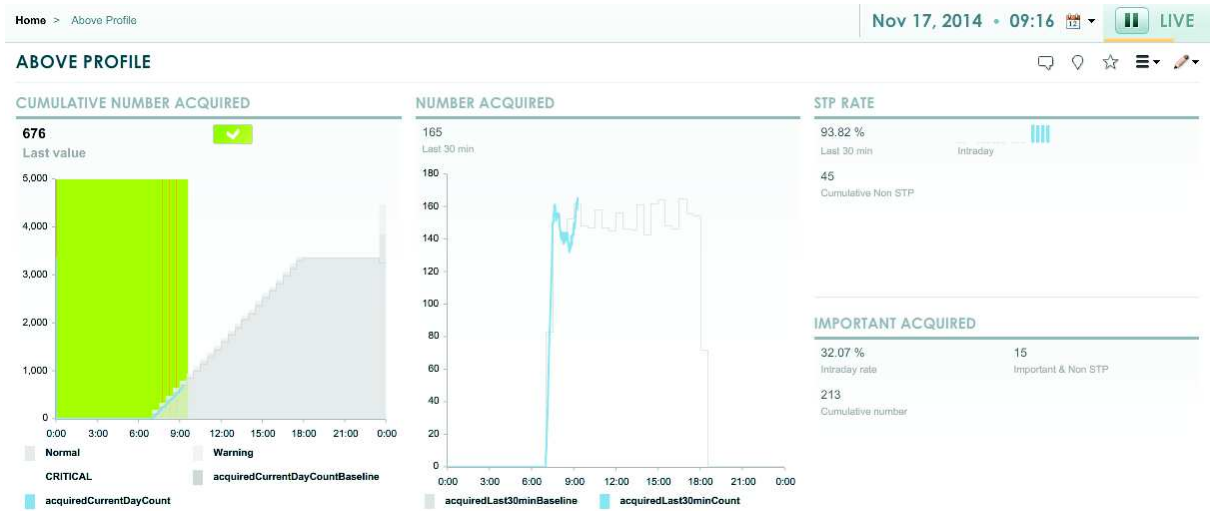 Home > Above Profile
Nov 17, 2014 • 09:16
12
LIVE
ABOVE PROFILE
CUMULATIVE NUMBER ACQUIRED
676
Last value
5,000
4,000
3,000
2,000
1,000
0
0:00 3:00 6:00 9:00 12:00 15:00 18:00 21:00 0:00
Normal Warning
CRITICAL acquiredCurrentDayCountBaseline
acquiredCurrentDayCount
NUMBER ACQUIRED
165
Last 30 min
180
160
140
120
100
80
60
40
20
0
0:00 3:00 6:00 9:00 12:00 15:00 18:00 21:00 0:00
acquiredLast30minBaseline acquiredLast30minCount
STP RATE
93.82 %
Last 30 min Intraday
45
Cumulative Non STP
IMPORTANT ACQUIRED
32.07 % 15
Intraday rate Important & Non STP
213
Cumulative number